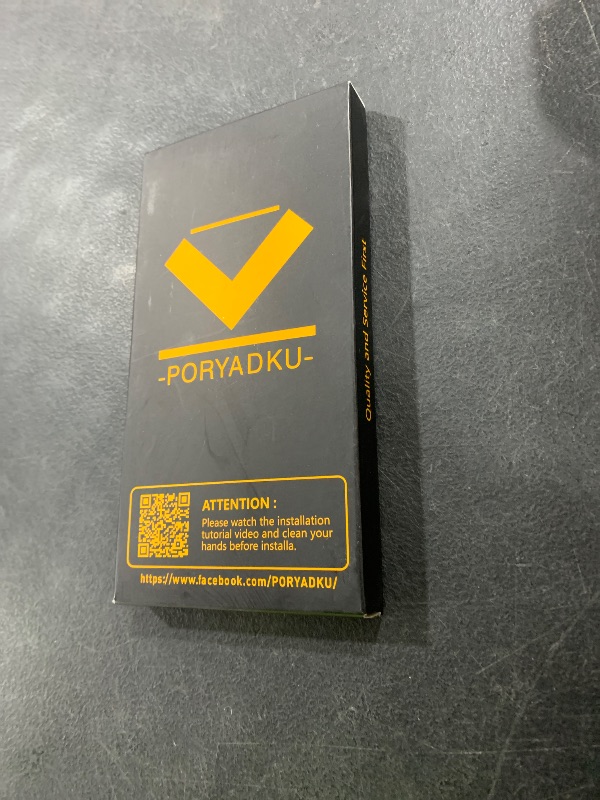 -PORYADKU-
ATTENTION :
Please watch the installation
tutorial video and clean your
hands before installa.
https://www.facebook.com/PORYADKU/
Quality and Service First